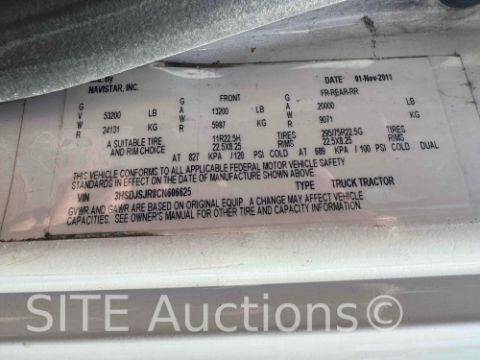 Mfd. by
NAVISTAR, INC. DATE: 01-Nov-2011
G G FRONT G FR-REAR-RR
V 53200 LB A 13200 LB A 20000 LB
W 24131 KG W 5987 KG W 9071 KG
R R R
A SUITABLE TIRE 11R22.5H TIRES 295/75R22.5G TIRES
AND RIM CHOICE 22.5X8.25 RIMS 22.5X8.25 RIMS
AT 827 KPA /120 PSI COLD AT 689 KPA / 100 PSI COLD DUAL
THIS VEHICLE CONFORMS TO ALL APPLICABLE FEDERAL MOTOR VEHICLE SAFETY
STANDARDS IN EFFECT ON THE DATE OF MANUFACTURE SHOWN ABOVE.
VIN 3HSDJSJR8CN606625 TYPE TRUCK TRACTOR
GVWR AND GAWR ARE BASED ON ORIGINAL EQUIP. A CHANGE MAY AFFECT VEHICLE
CAPACITIES. SEE OWNER'S MANUAL FOR OTHER TIRE AND CAPACITIES INFORMATION.
SITE Auctions©